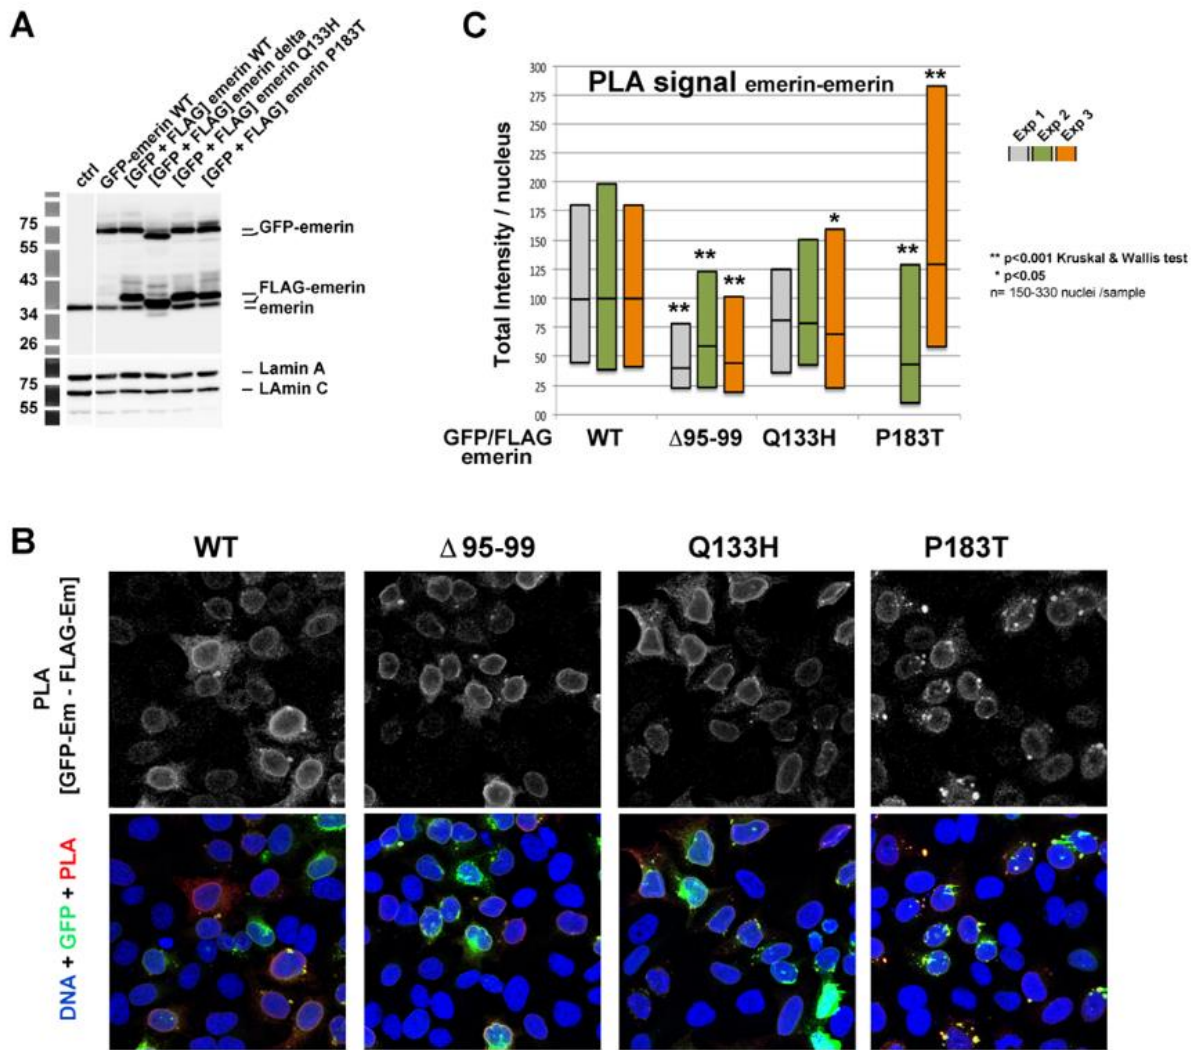 A
ctrl
GFP-emerin WT
[GFP + FLAG] emerin delta
[GFP + FLAG] emerin Q133H
[GFP + FLAG] emerin P183T
75
55
43
34
26
75
55
GFP-emerin
FLAG-emerin
emerin
Lamin A
LAmin C
C
PLA signal emerin-emerin
Total Intensity / nucleus
300
275
250
225
200
175
150
125
100
75
50
25
00
**
**
**
*
**
**
GFP/FLAG
emerin
WT
Δ95-99
Q133H
P183T
Exp 1
Exp 2
Exp 3
** p<0.001 Kruskal & Wallis test
* p<0.05
n= 150-330 nuclei /sample
B
WT
Δ 95-99
Q133H
P183T
PLA
[GFP-Em - FLAG-Em]
DNA + GFP + PLA